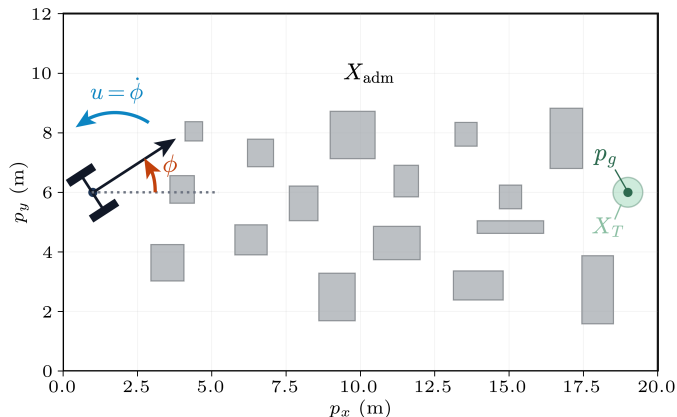 12
10
8
6
4
2
0
p_y (m)
X_adm
u = φ̇
ϕ
p_g
X_T
0.0 2.5 5.0 7.5 10.0 12.5 15.0 17.5 20.0
p_x (m)